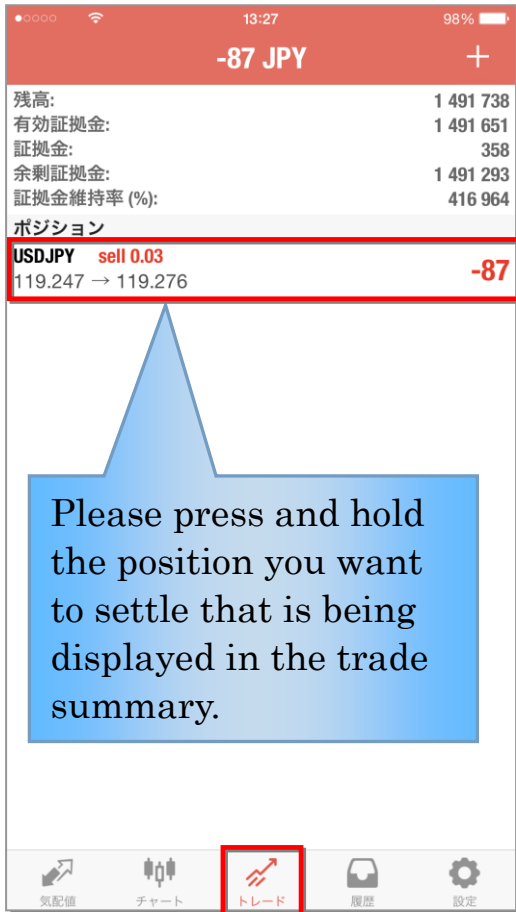 13:27
98%
-87 JPY
残高: 1 491 738
有効証拠金: 1 491 651
証拠金: 358
余剰証拠金: 1 491 293
証拠金維持率 (%): 416 964
ポジション
USDJPY sell 0.03
119.247 → 119.276
-87
Please press and hold
the position you want
to settle that is being
displayed in the trade
summary.
気配値 チャート トレード 履歴 設定